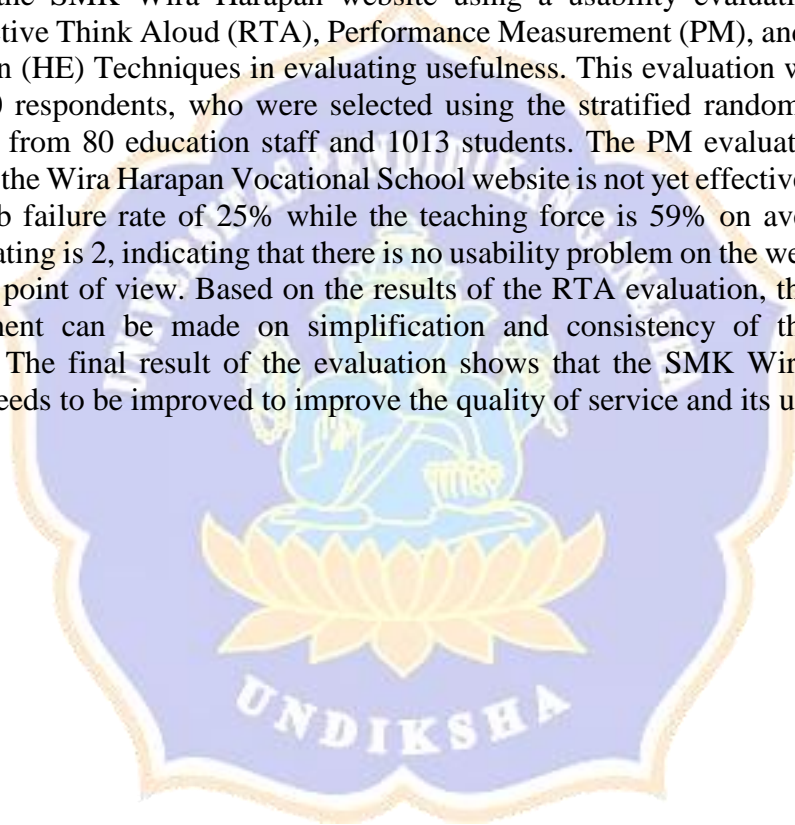 the SMK Wira Harapan website using a usability evaluati
ctive Think Aloud (RTA), Performance Measurement (PM), and
n (HE) Techniques in evaluating usefulness. This evaluation w
0 respondents, who were selected using the stratified random
from 80 education staff and 1013 students. The PM evaluat
the Wira Harapan Vocational School website is not yet effective
b failure rate of 25% while the teaching force is 59% on ave
ating is 2, indicating that there is no usability problem on the we
point of view. Based on the results of the RTA evaluation, th
nent can be made on simplification and consistency of th
The final result of the evaluation shows that the SMK Wir
eeds to be improved to improve the quality of service and its u
UNIVERSITAS PENDIDIKAN GANESHA
UNDIKSHA